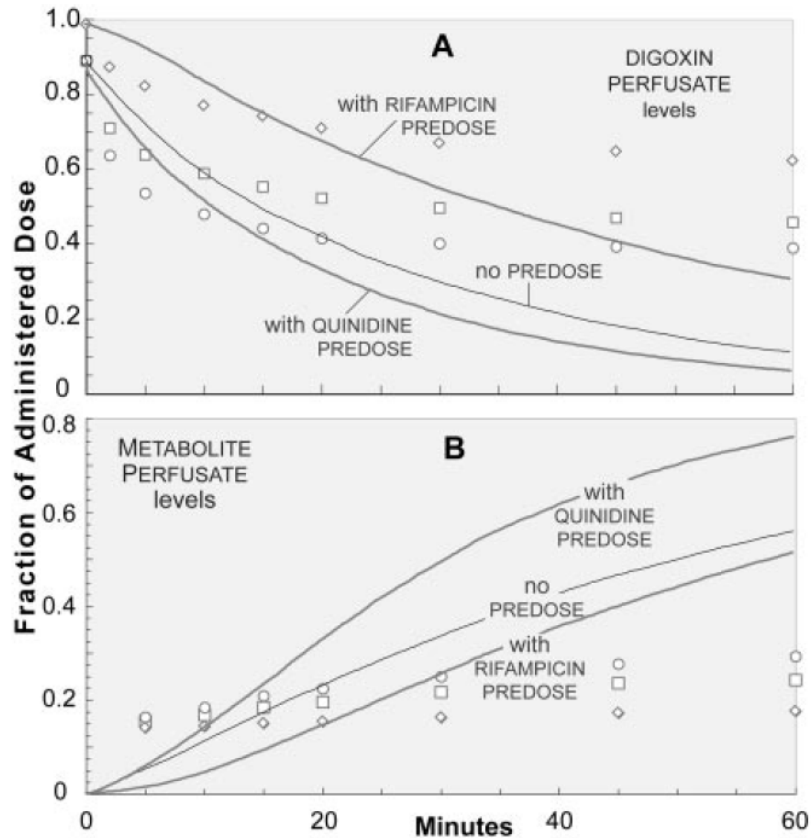 Fraction of Administered Dose
1.0
0.8
0.6
0.4
0.2
0
A
DIGOXIN
PERFUSATE
levels
with RIFAMPICIN
PREDOSE
no PREDOSE
with QUINIDINE
PREDOSE
0.8
0.6
0.4
0.2
0
METABOLITE
PERFUSATE
levels
B
with
QUINIDINE
PREDOSE
no
PREDOSE
with
RIFAMPICIN
PREDOSE
0
20
40
60
Minutes